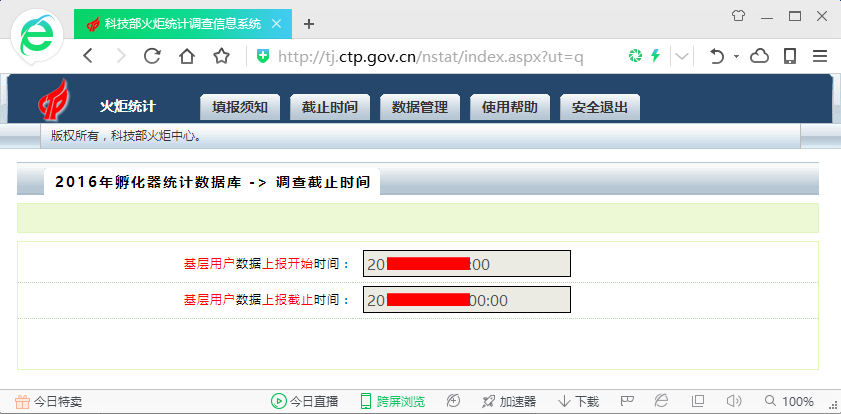 科技部火炬统计调查信息系统
http://tj.ctp.gov.cn/nstat/index.aspx?ut=q
火炬统计 填报须知 截止时间 数据管理 使用帮助 安全退出
版权所有，科技部火炬中心。
2016年孵化器统计数据库 -> 调查截止时间
基层用户数据上报开始时间： 20 :00
基层用户数据上报截止时间： 20 00:00
今日特卖 今日直播 跨屏浏览 加速器 下载 100%